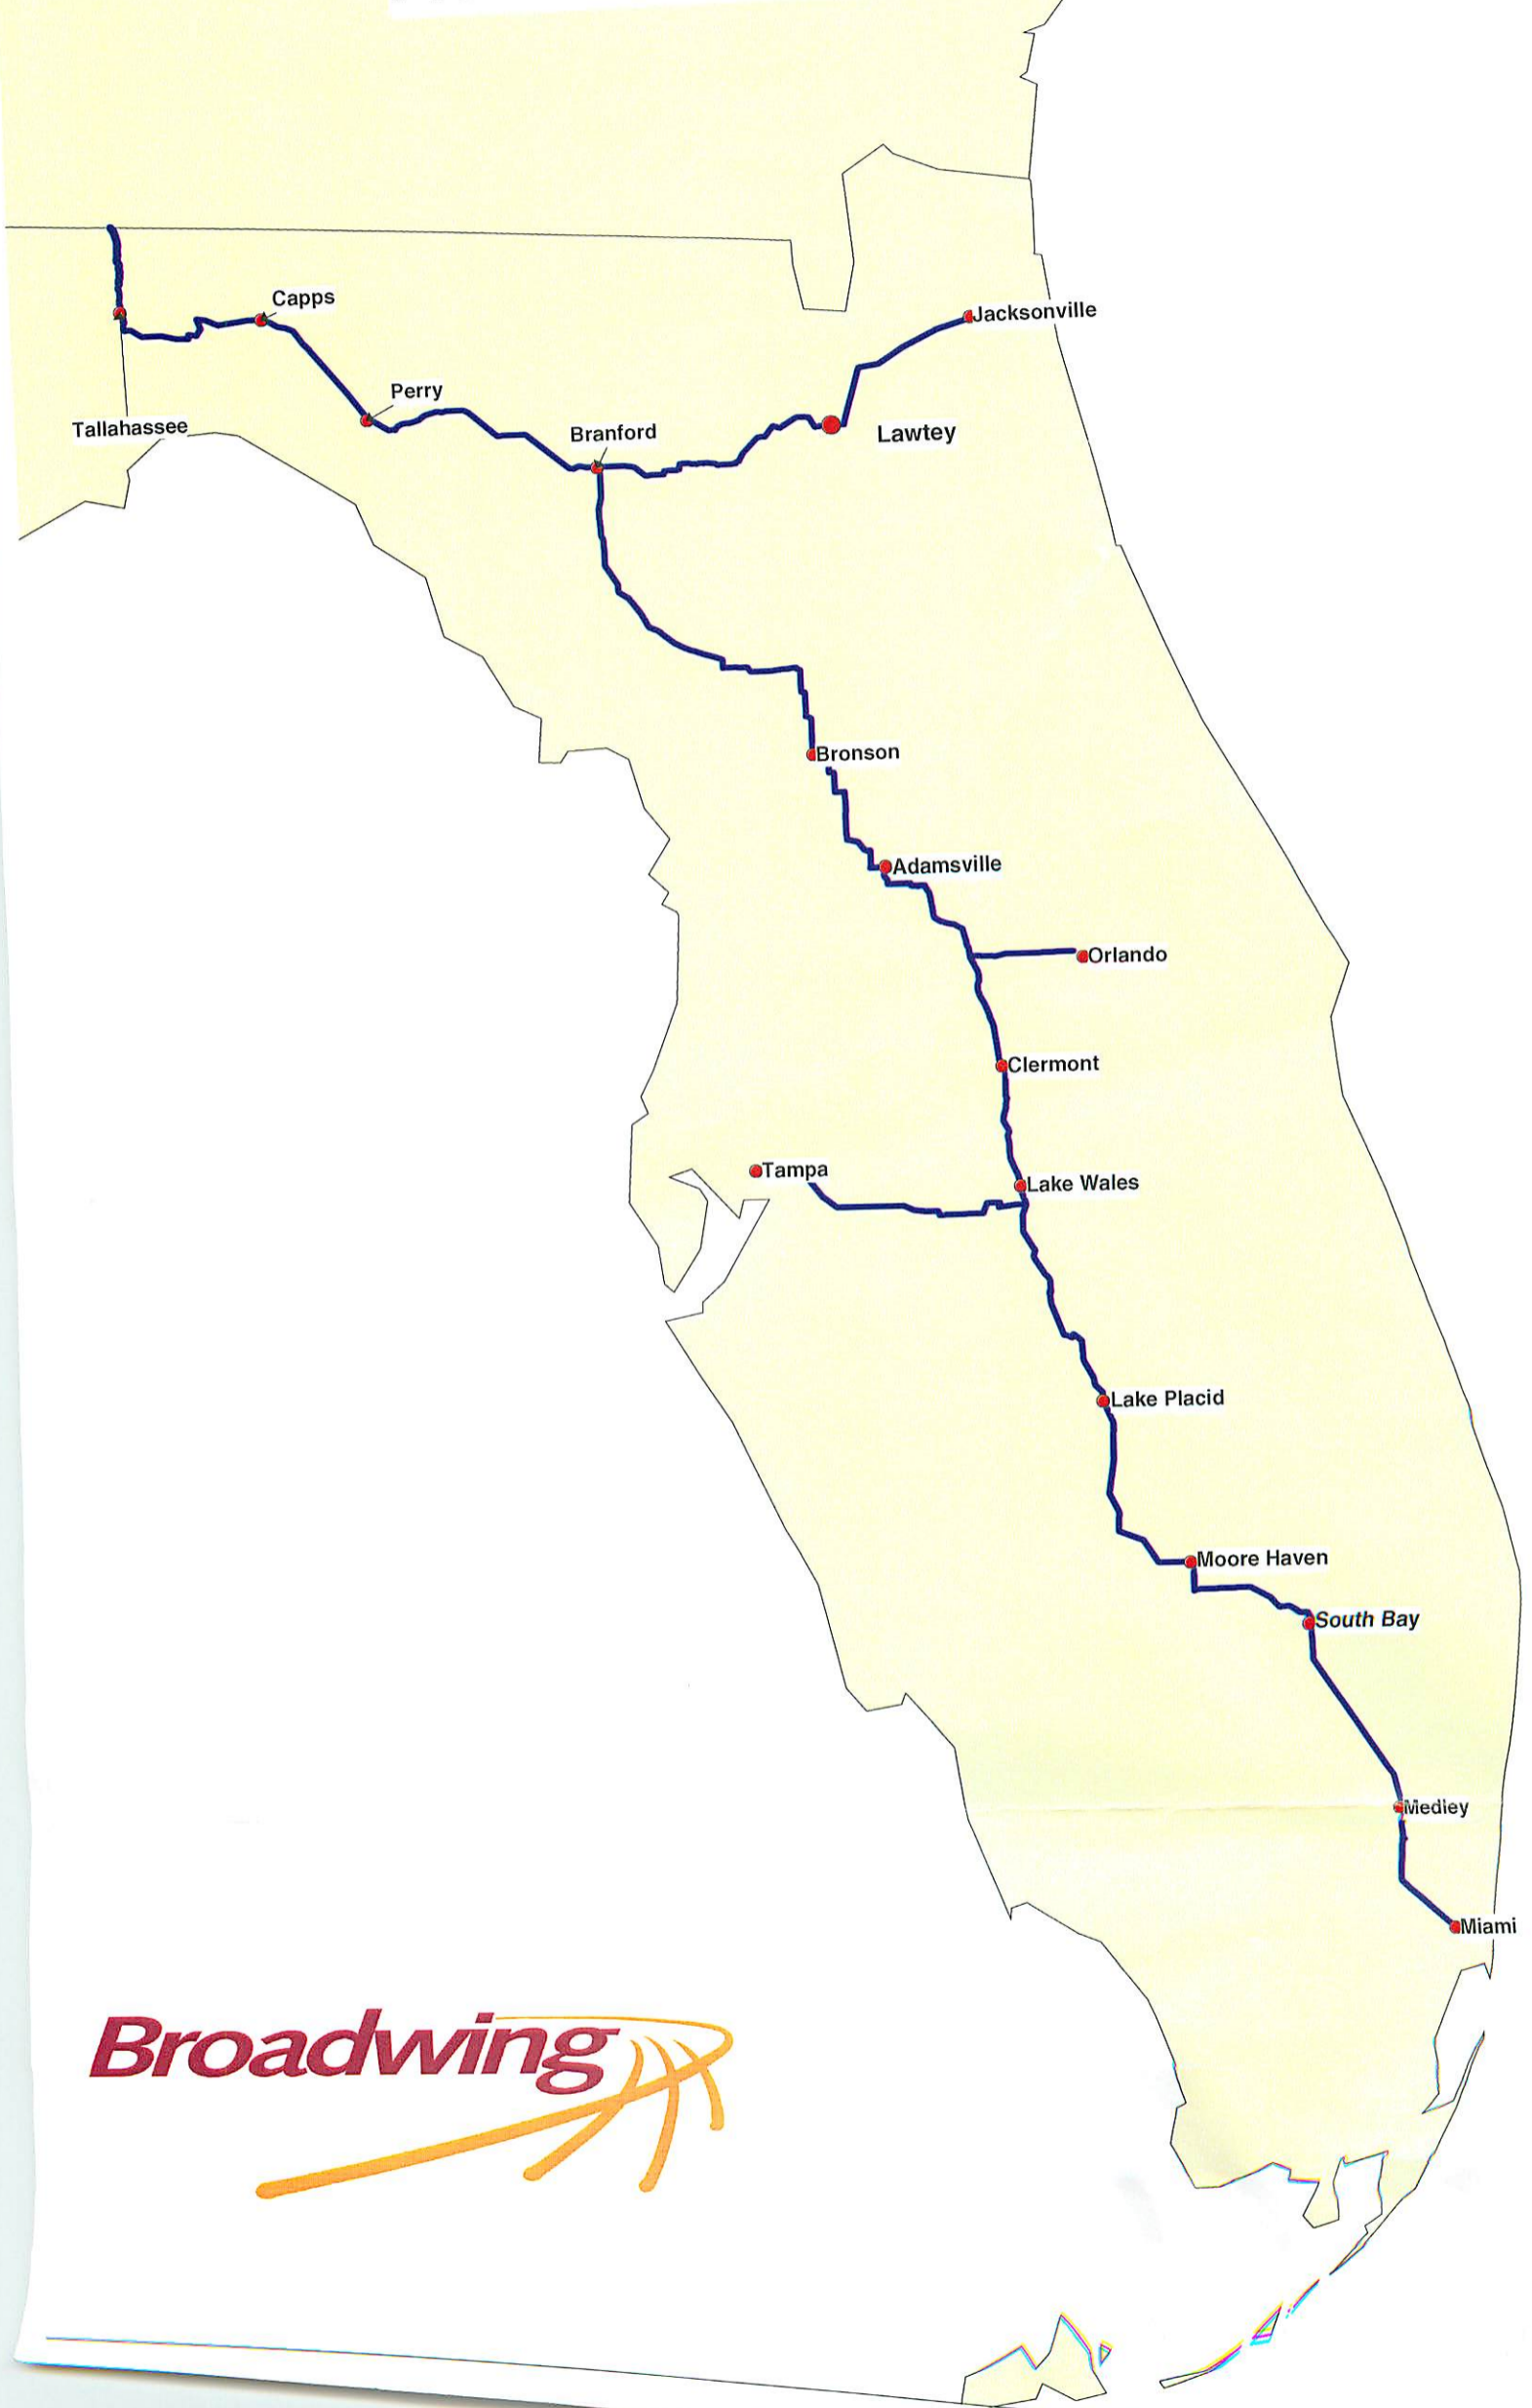 Capps
Jacksonville
Perry
Tallahassee
Branford
Lawtey
Bronson
Adamsville
Orlando
Clermont
Tampa
Lake Wales
Lake Placid
Moore Haven
South Bay
Medley
Miami
Broadwing